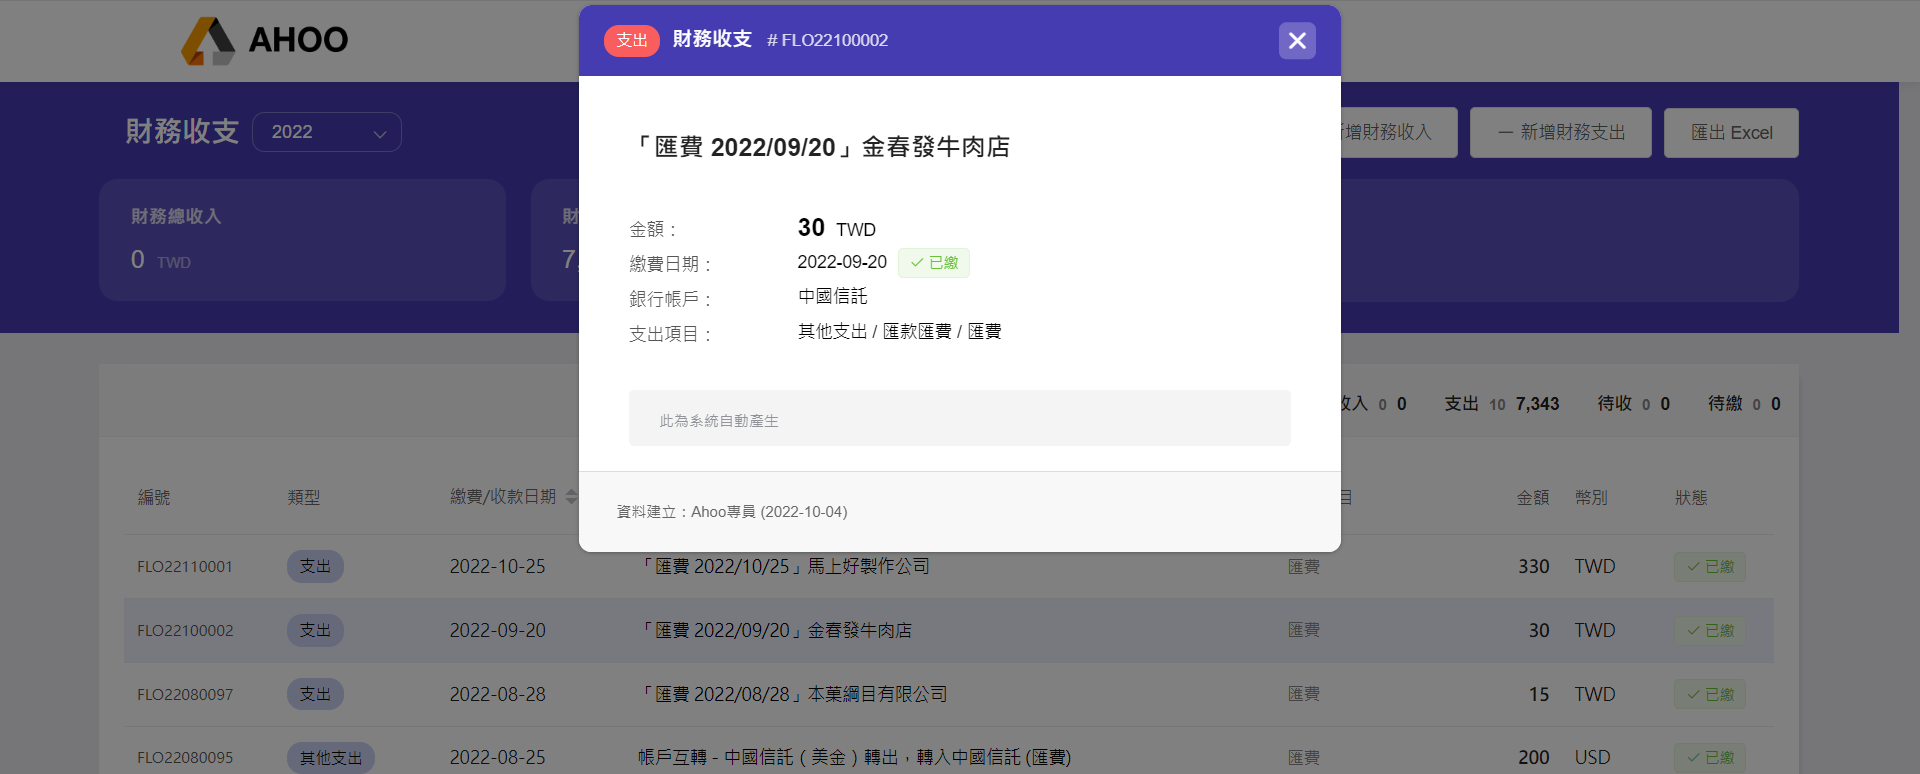 AHOO
支出 財務收支 # FLO22100002
財務收支 2022
增財務收入 一 新增財務支出 匯出 Excel
財務總收入
0 TWD
財
7,
「匯費 2022/09/20」金春發牛肉店
金額： 30 TWD
繳費日期： 2022-09-20 已繳
銀行帳戶： 中國信託
支出項目： 其他支出 / 匯款匯費 / 匯費
此為系統自動產生
資料建立：Ahoo專員 (2022-10-04)
收入 0 0 支出 10 7,343 待收 0 0 待繳 0 0
編號 類型 繳費/收款日期 目 金額 幣別 狀態
FLO22110001 支出 2022-10-25 「匯費 2022/10/25」馬上好製作公司 匯費 330 TWD 已繳
FLO22100002 支出 2022-09-20 「匯費 2022/09/20」金春發牛肉店 匯費 30 TWD 已繳
FLO22080097 支出 2022-08-28 「匯費 2022/08/28」本菓綱目有限公司 匯費 15 TWD 已繳
FLO22080095 其他支出 2022-08-25 帳戶互轉 - 中國信託 ( 美金 ) 轉出，轉入中國信託 (匯費) 匯費 200 USD 已繳